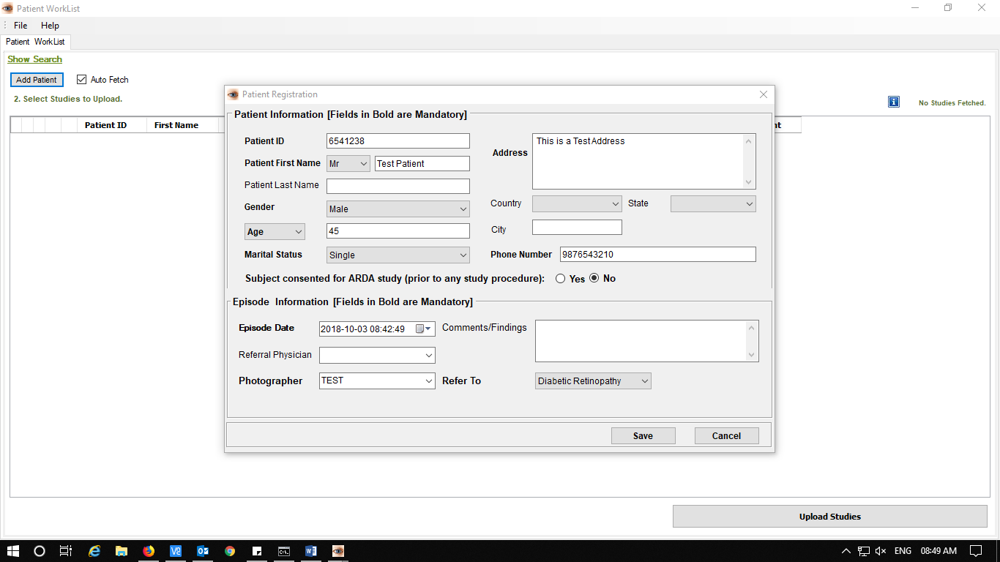 Patient WorkList
File Help
Patient WorkList
Show Search
Add Patient Auto Fetch
2. Select Studies to Upload.
No Studies Fetched.
Patient ID First Name
Patient Registration
Patient Information [Fields in Bold are Mandatory]
Patient ID 6541238
Address This is a Test Address
Patient First Name Mr Test Patient
Patient Last Name
Gender Male
Country State
Age 45
City
Marital Status Single
Phone Number 9876543210
Subject consented for ARDA study (prior to any study procedure): Yes No
Episode Information [Fields in Bold are Mandatory]
Episode Date 2018-10-03 08:42:49 Comments/Findings
Referral Physician
Photographer TEST Refer To Diabetic Retinopathy
Save Cancel
Upload Studies
ENG 08:49 AM